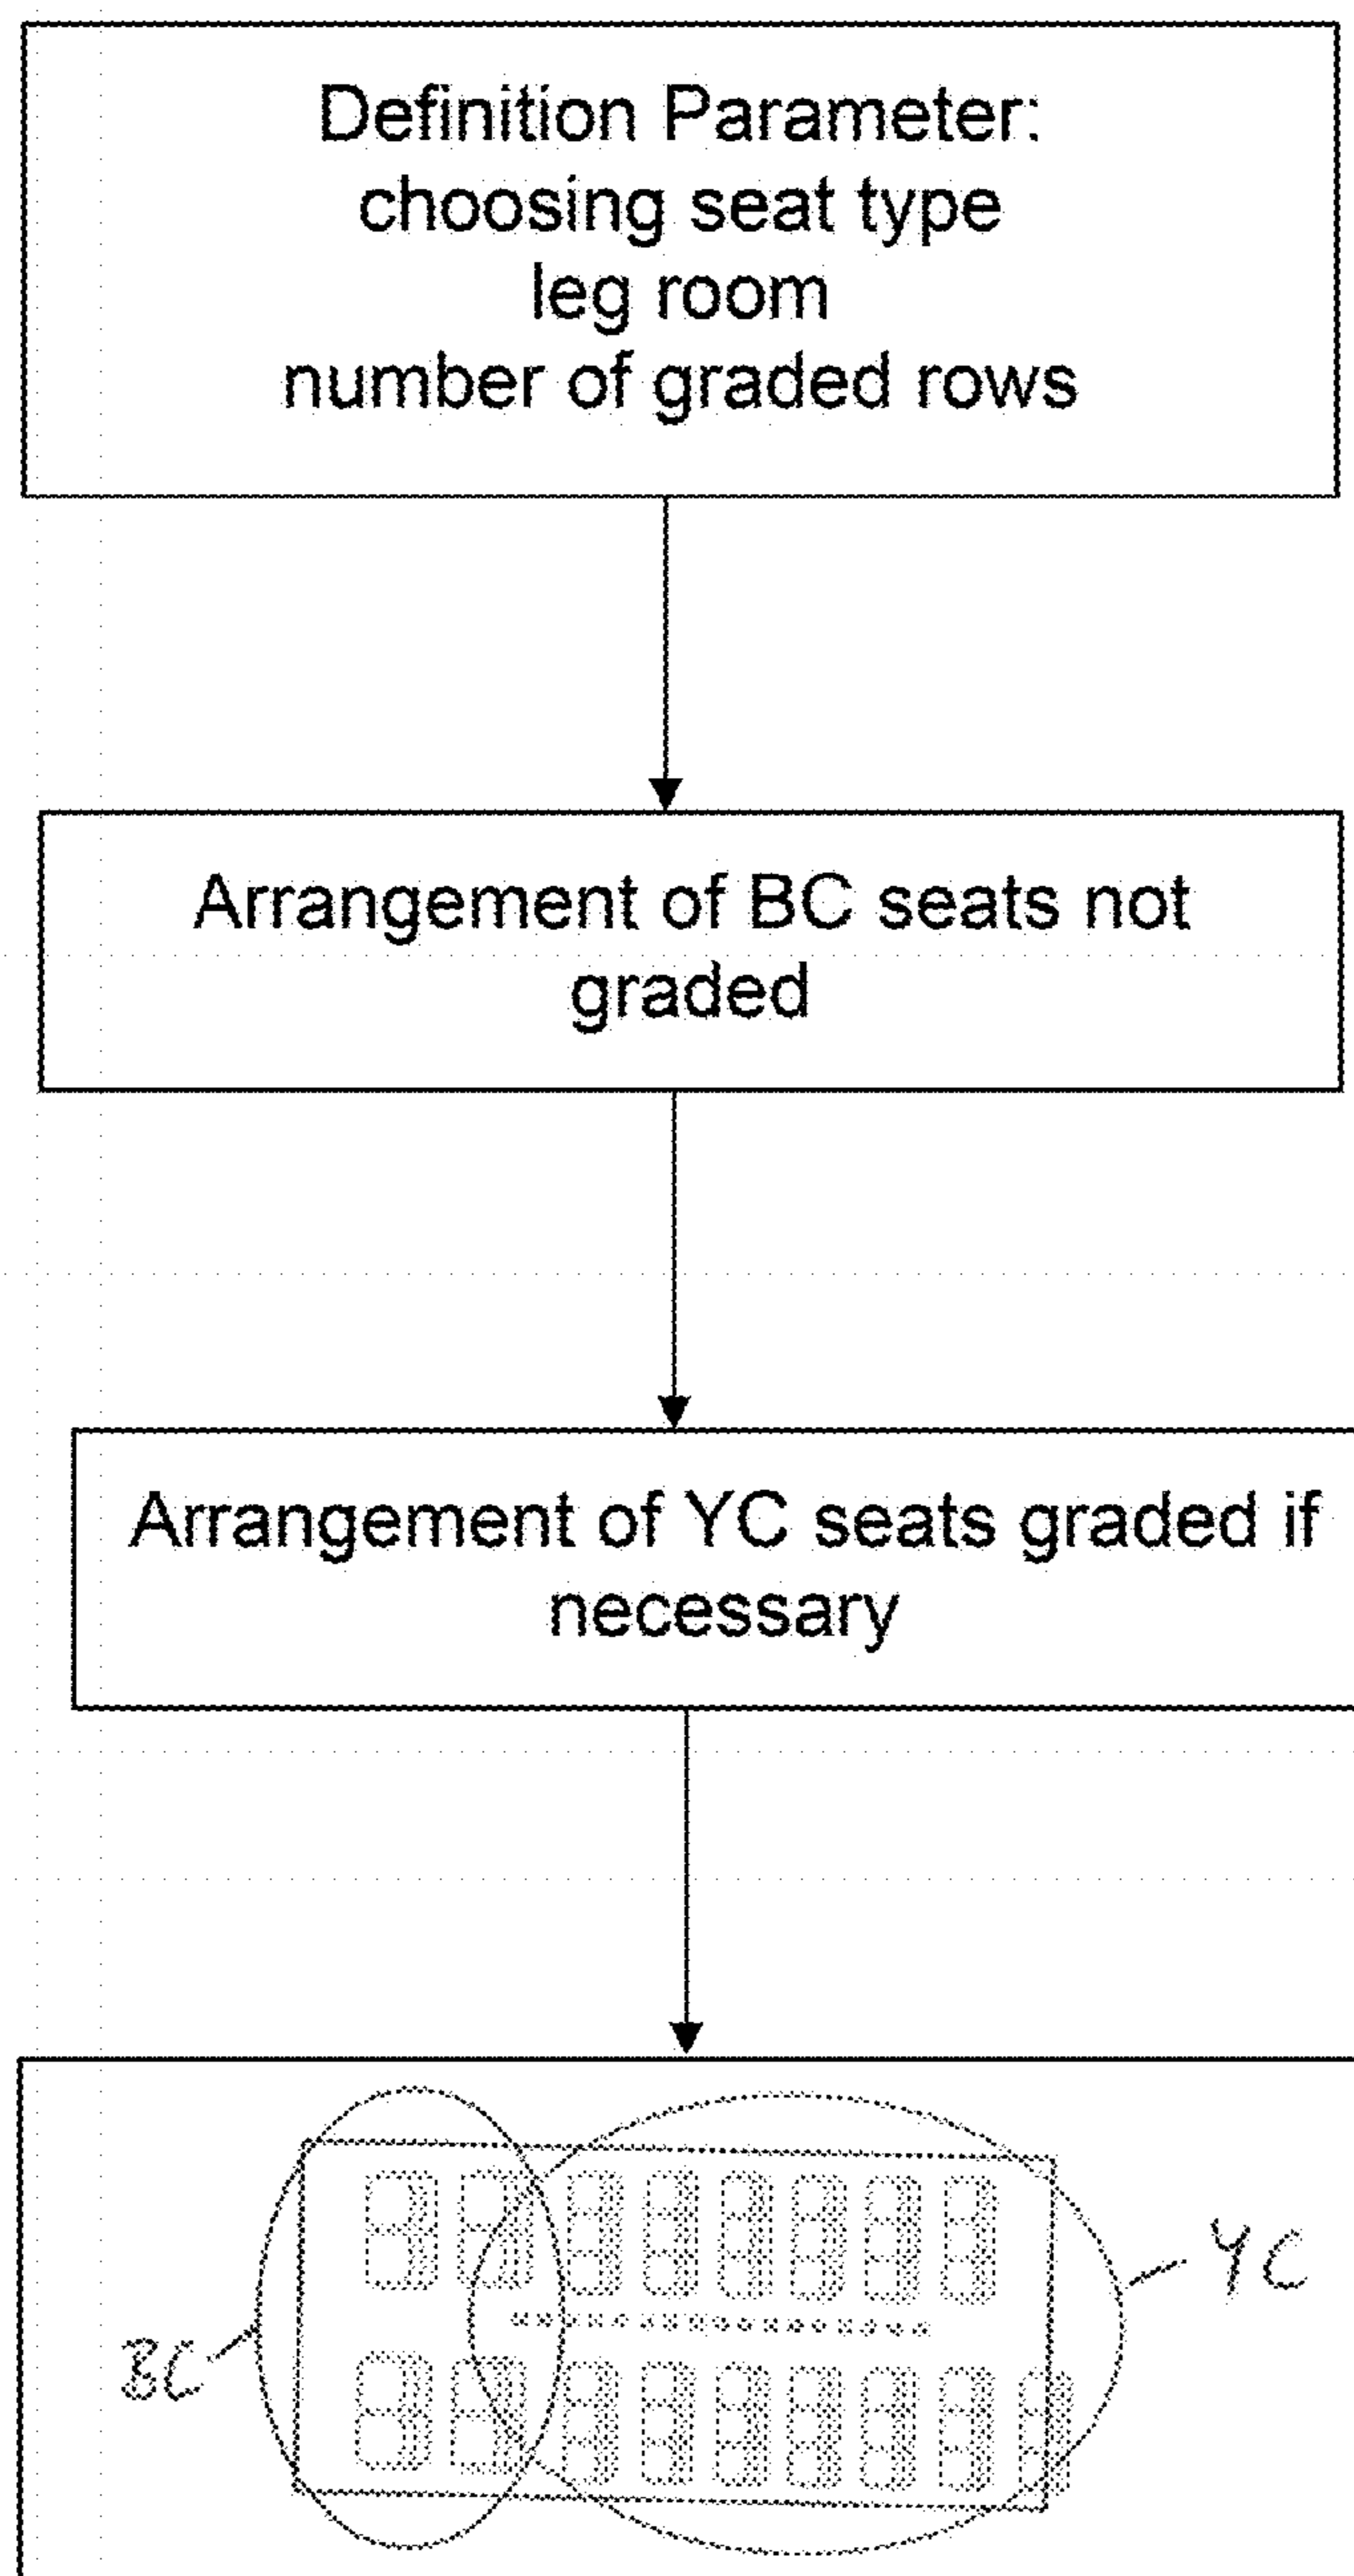 Definition Parameter:
choosing seat type
leg room
number of graded rows
Arrangement of BC seats not
graded
Arrangement of YC seats graded if
necessary
YC
BC